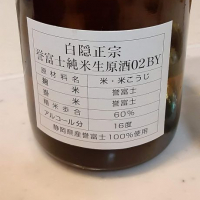 白隠正宗
誉富士純米生原酒02BY
原材料名 米・米こうじ
麹米 誉富士
掛米 誉富士
精米歩合 60%
アルコール分 16度
静岡県産誉富士100%使用